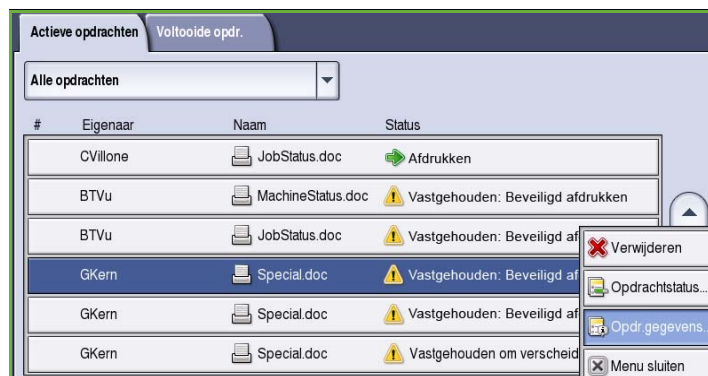 Actieve opdrachten Voltooide opdr.
Alle opdrachten
# Eigenaar Naam Status
CVillone JobStatus.doc Afdrukken
BTVu MachineStatus.doc Vastgehouden: Beveiligd afdrukken
BTVu JobStatus.doc Vastgehouden: Beveiligd af
Verwijderen
GKern Special.doc Vastgehouden: Beveiligd af
Opdrachtstatus...
GKern Special.doc Vastgehouden: Beveiligd af
Opdr.gegevens..
GKern Special.doc Vastgehouden om verscheid
Menu sluiten